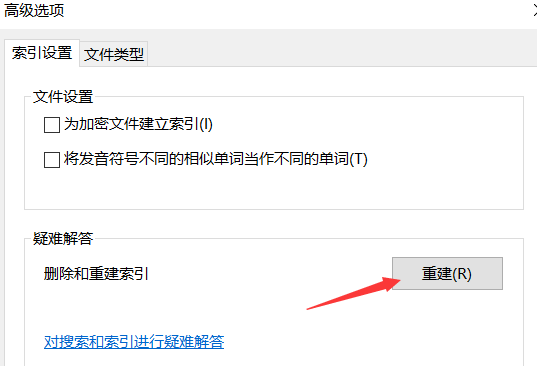 高级选项
索引设置 文件类型
文件设置
为加密文件建立索引(I)
将发音符号不同的相似单词当作不同的单词(T)
疑难解答
删除和重建索引 重建(R)
对搜索和索引进行疑难解答